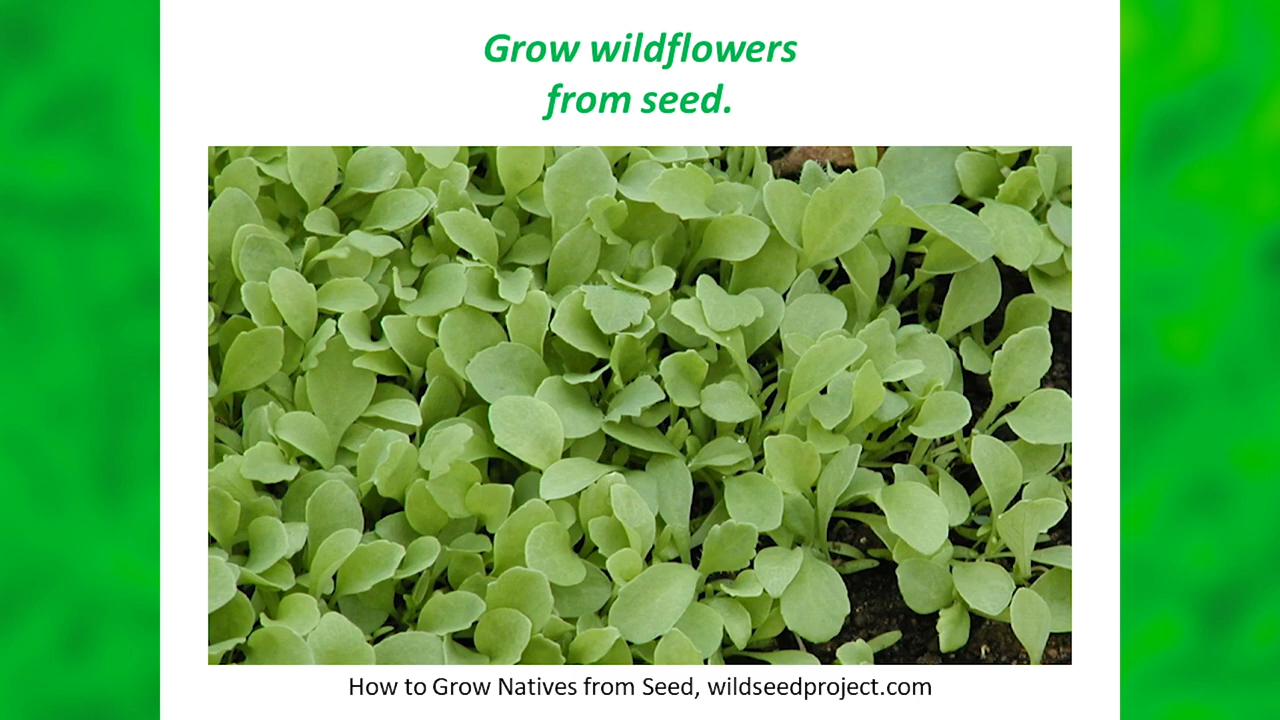 Grow wildflowers
from seed.
How to Grow Natives from Seed, wildseedproject.com